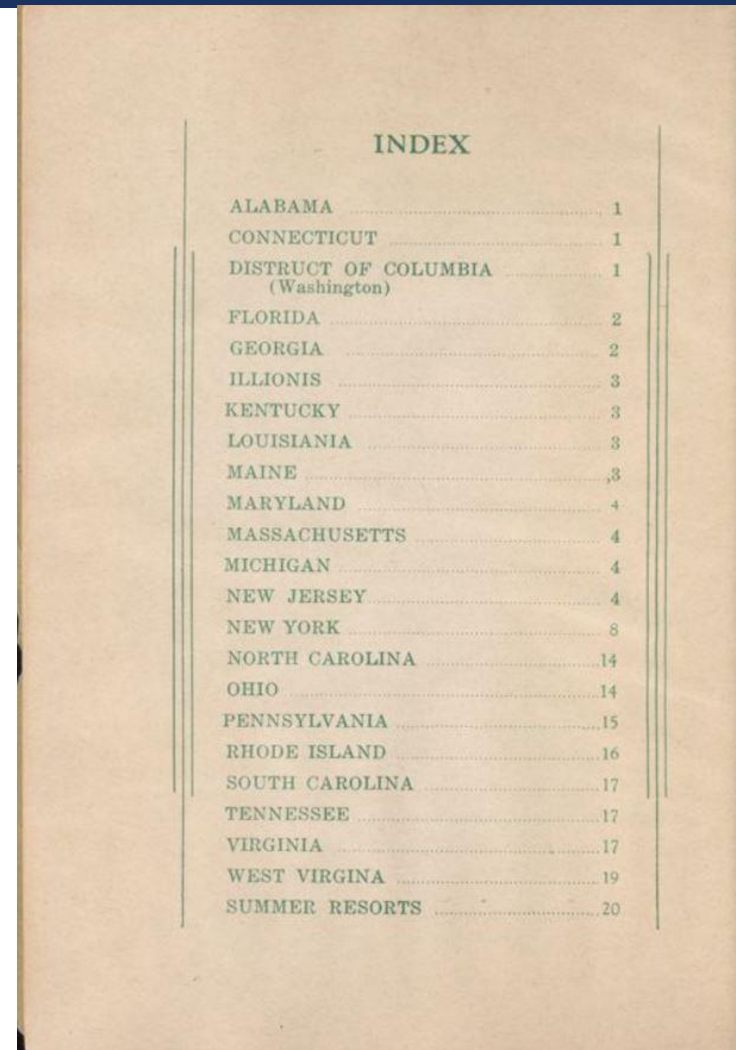 INDEX
ALABAMA 1
CONNECTICUT 1
DISTRUCT OF COLUMBIA 1
(Washington)
FLORIDA 2
GEORGIA 2
ILLIONIS 3
KENTUCKY 3
LOUISIANIA 3
MAINE ,3
MARYLAND 4
MASSACHUSETTS 4
MICHIGAN 4
NEW JERSEY 4
NEW YORK 8
NORTH CAROLINA 14
OHIO 14
PENNSYLVANIA 15
RHODE ISLAND 16
SOUTH CAROLINA 17
TENNESSEE 17
VIRGINIA 17
WEST VIRGINA 19
SUMMER RESORTS 20